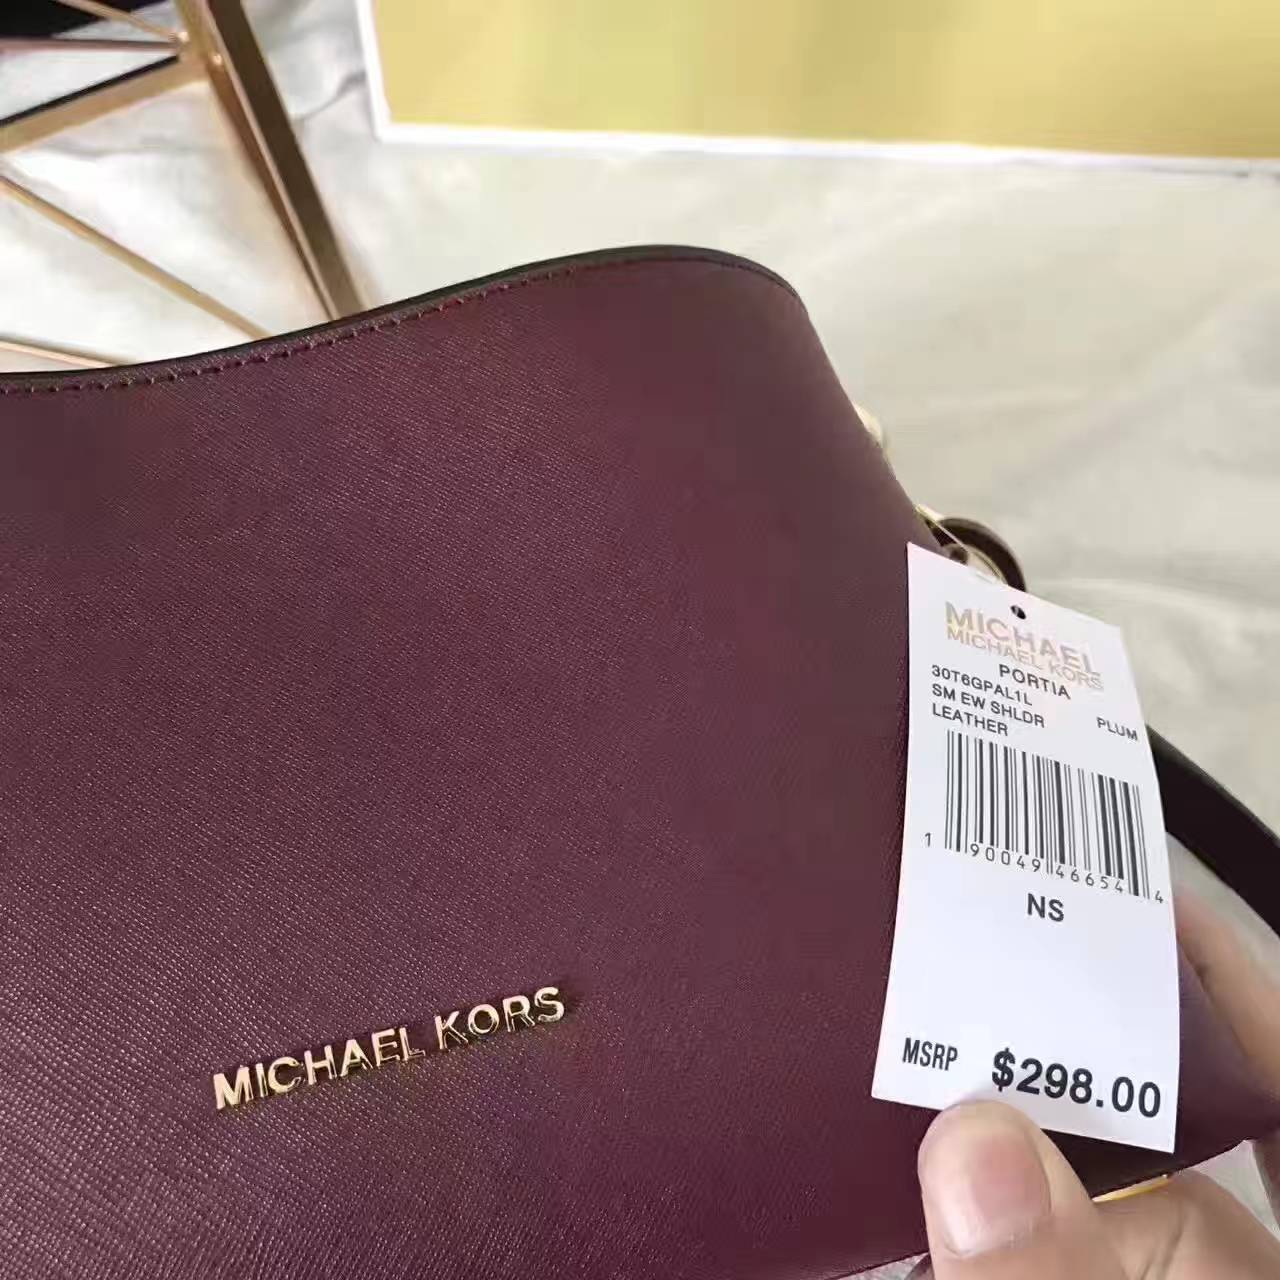 MICHAEL
MICHAEL KORS
PORTIA
30T6GPAL1L
SM EW SHLDR PLUM
LEATHER
1 90049 46654 4
NS
MSRP $298.00
MICHAEL KORS